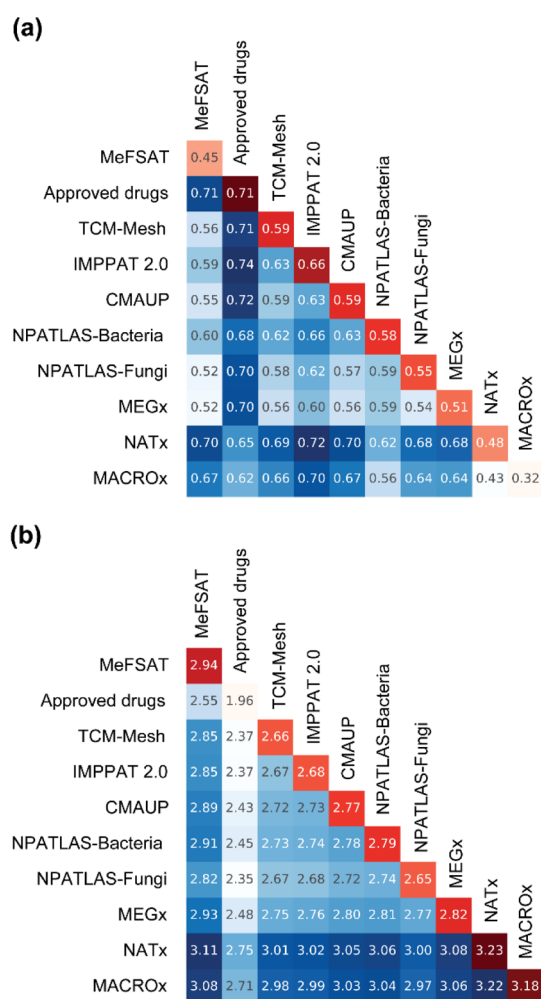 (a)
MeFSAT
Approved drugs
TCM-Mesh
IMPPAT 2.0
CMAUP
NPATLAS-Bacteria
NPATLAS-Fungi
MEGx
NATx
MACROx
MeFSAT 0.45
Approved drugs 0.71 0.71
TCM-Mesh 0.56 0.71 0.59
IMPPAT 2.0 0.59 0.74 0.63 0.66
CMAUP 0.55 0.72 0.59 0.63 0.59
NPATLAS-Bacteria 0.60 0.68 0.62 0.66 0.63 0.58
NPATLAS-Fungi 0.52 0.70 0.58 0.62 0.57 0.59 0.55
MEGx 0.52 0.70 0.56 0.60 0.56 0.59 0.54 0.51
NATx 0.70 0.65 0.69 0.72 0.70 0.62 0.68 0.68 0.48
MACROx 0.67 0.62 0.66 0.70 0.67 0.56 0.64 0.64 0.43 0.32
(b)
MeFSAT
Approved drugs
TCM-Mesh
IMPPAT 2.0
CMAUP
NPATLAS-Bacteria
NPATLAS-Fungi
MEGx
NATx
MACROx
MeFSAT 2.94
Approved drugs 2.55 1.96
TCM-Mesh 2.85 2.37 2.66
IMPPAT 2.0 2.85 2.37 2.67 2.68
CMAUP 2.89 2.43 2.72 2.73 2.77
NPATLAS-Bacteria 2.91 2.45 2.73 2.74 2.78 2.79
NPATLAS-Fungi 2.82 2.35 2.67 2.68 2.72 2.74 2.65
MEGx 2.93 2.48 2.75 2.76 2.80 2.81 2.77 2.82
NATx 3.11 2.75 3.01 3.02 3.05 3.06 3.00 3.08 3.23
MACROx 3.08 2.71 2.98 2.99 3.03 3.04 2.97 3.06 3.22 3.18